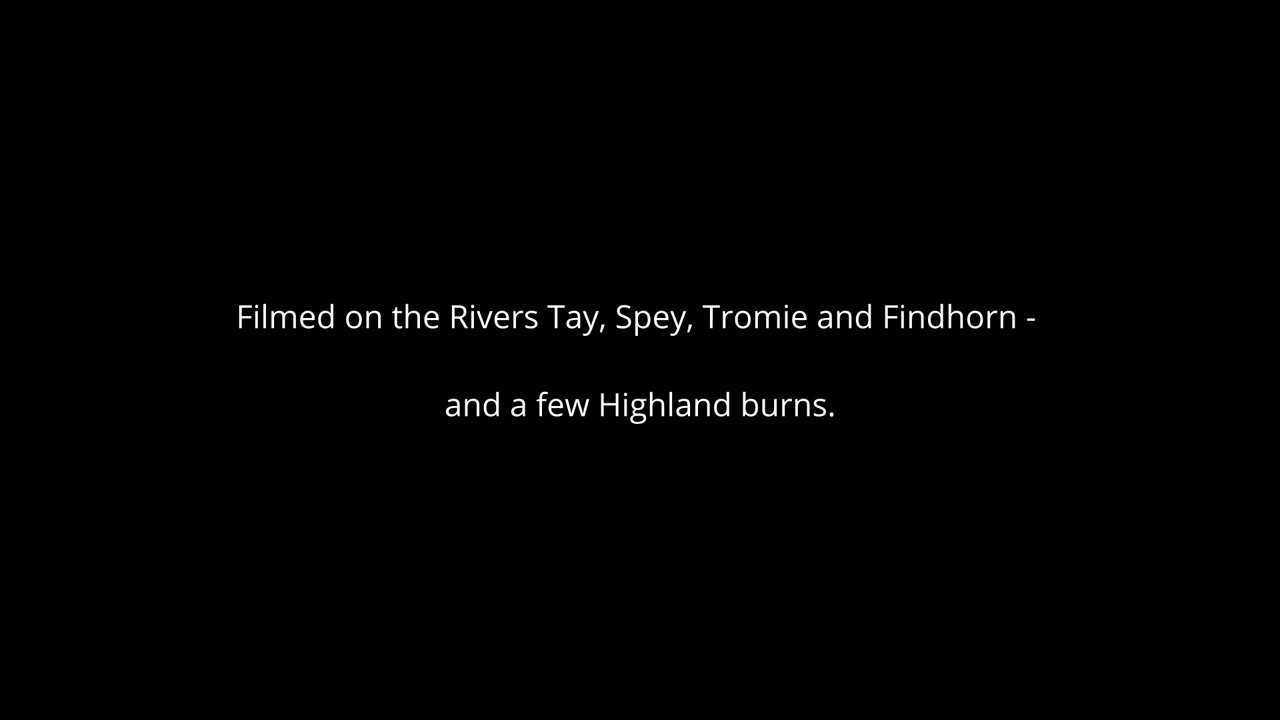 Filmed on the Rivers Tay, Spey, Tromie and Findhorn -
and a few Highland burns.